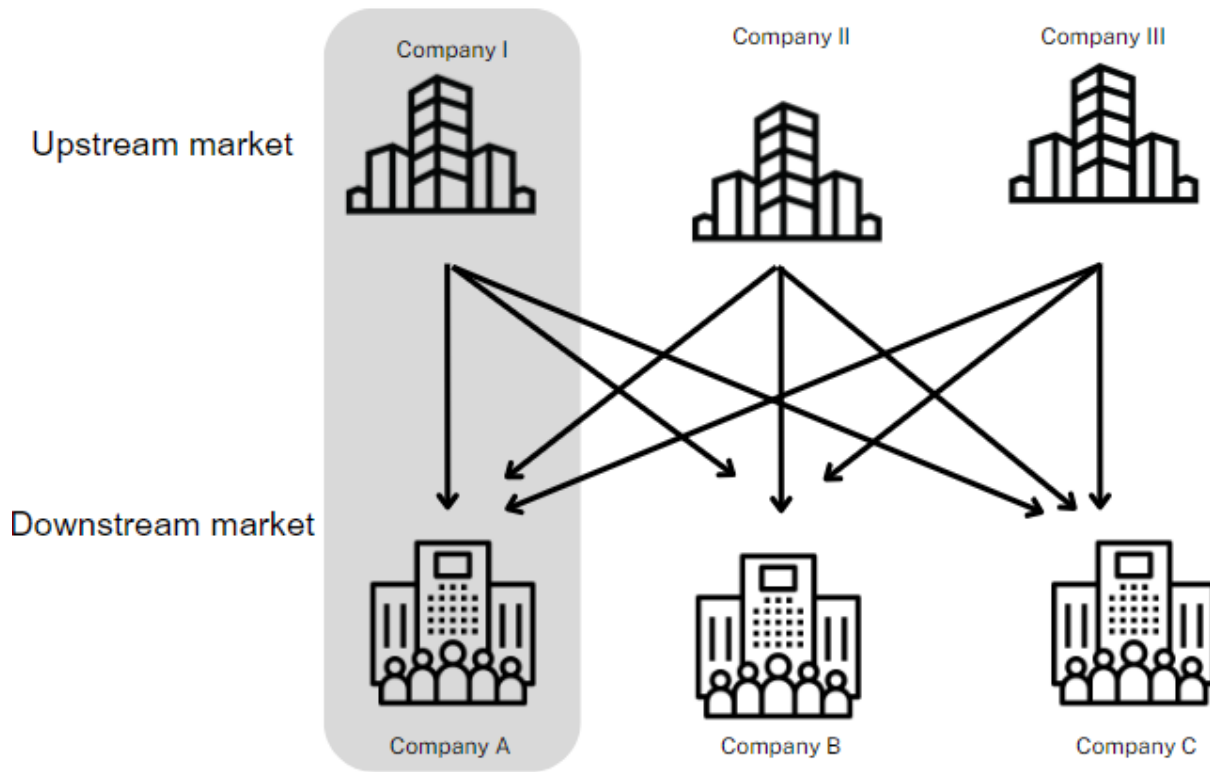 Company I
Company II
Company III
Upstream market
Downstream market
Company A
Company B
Company C